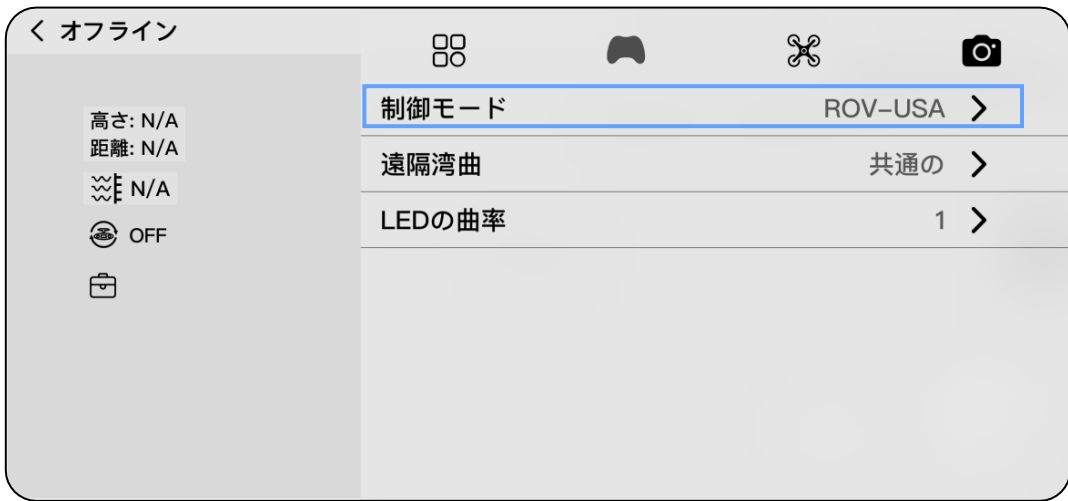 オフライン
高さ: N/A
距離: N/A
N/A
OFF
制御モード ROV-USA
遠隔湾曲 共通の
LEDの曲率 1